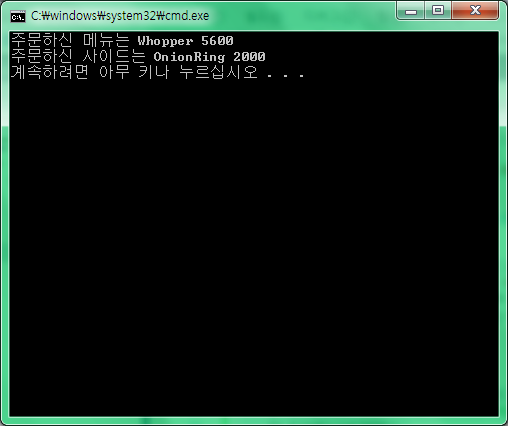 C:₩windows₩system32₩cmd.exe
주문하신 메뉴는 Whopper 5600
주문하신 사이드는 OnionRing 2000
계속하려면 아무 키나 누르십시오 . . .